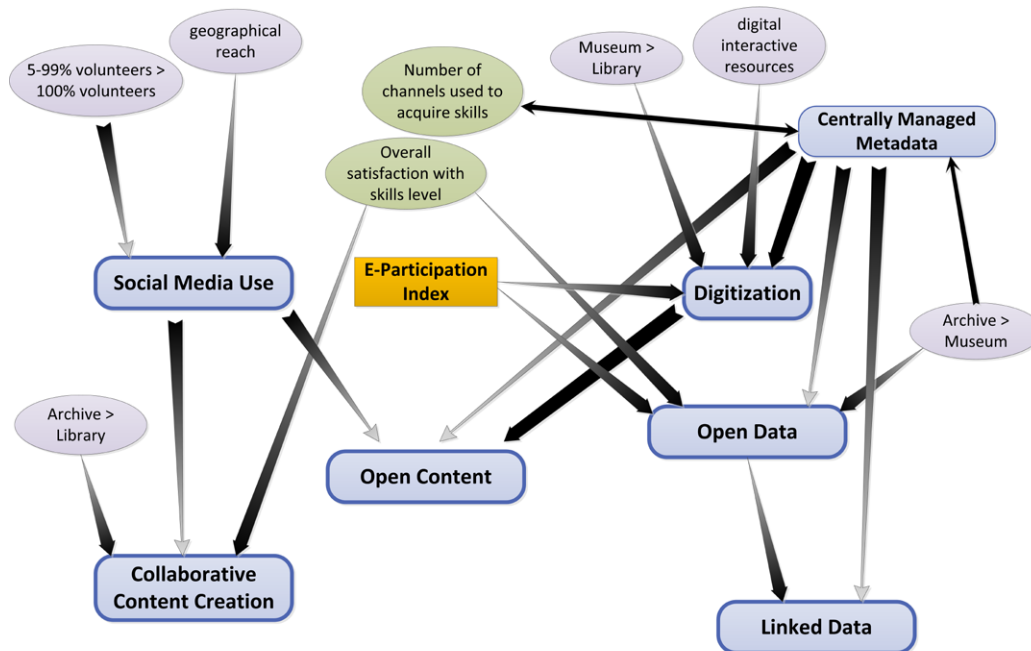 geographical
reach
5-99% volunteers >
100% volunteers
Museum >
Library
digital
interactive
resources
Number of
channels used to
acquire skills
Centrally Managed
Metadata
Overall
satisfaction with
skills level
Social Media Use
E-Participation
Index
Digitization
Archive >
Museum
Archive >
Library
Open Data
Open Content
Collaborative
Content Creation
Linked Data